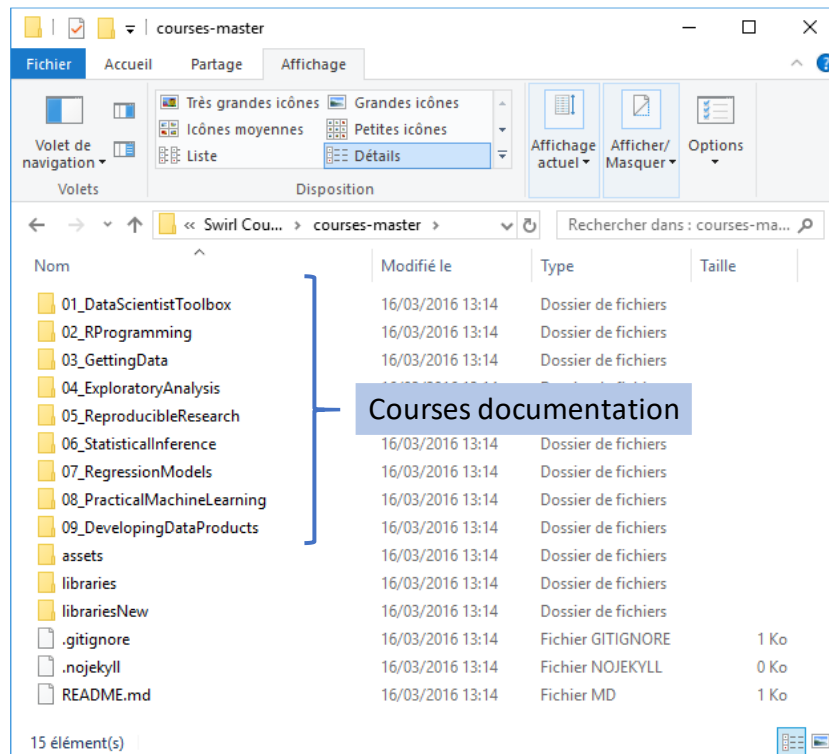 courses-master
Fichier Accueil Partage Affichage
Très grandes icônes Grandes icônes
Icônes moyennes Petites icônes
Liste Détails
Volet de navigation
Affichage actuel
Afficher/ Masquer
Options
Volets Disposition
« Swirl Cou... > courses-master > Rechercher dans : courses-ma...
Nom Modifié le Type Taille
01_DataScientistToolbox 16/03/2016 13:14 Dossier de fichiers
02_RProgramming 16/03/2016 13:14 Dossier de fichiers
03_GettingData 16/03/2016 13:14 Dossier de fichiers
04_ExploratoryAnalysis
Courses documentation
05_ReproducibleResearch
06_StatisticalInference 16/03/2016 13:14 Dossier de fichiers
07_RegressionModels 16/03/2016 13:14 Dossier de fichiers
08_PracticalMachineLearning 16/03/2016 13:14 Dossier de fichiers
09_DevelopingDataProducts 16/03/2016 13:14 Dossier de fichiers
assets 16/03/2016 13:14 Dossier de fichiers
libraries 16/03/2016 13:14 Dossier de fichiers
librariesNew 16/03/2016 13:14 Dossier de fichiers
.gitignore 16/03/2016 13:14 Fichier GITIGNORE 1 Ko
.nojekyll 16/03/2016 13:14 Fichier NOJEKYLL 0 Ko
README.md 16/03/2016 13:14 Fichier MD 1 Ko
15 élément(s)